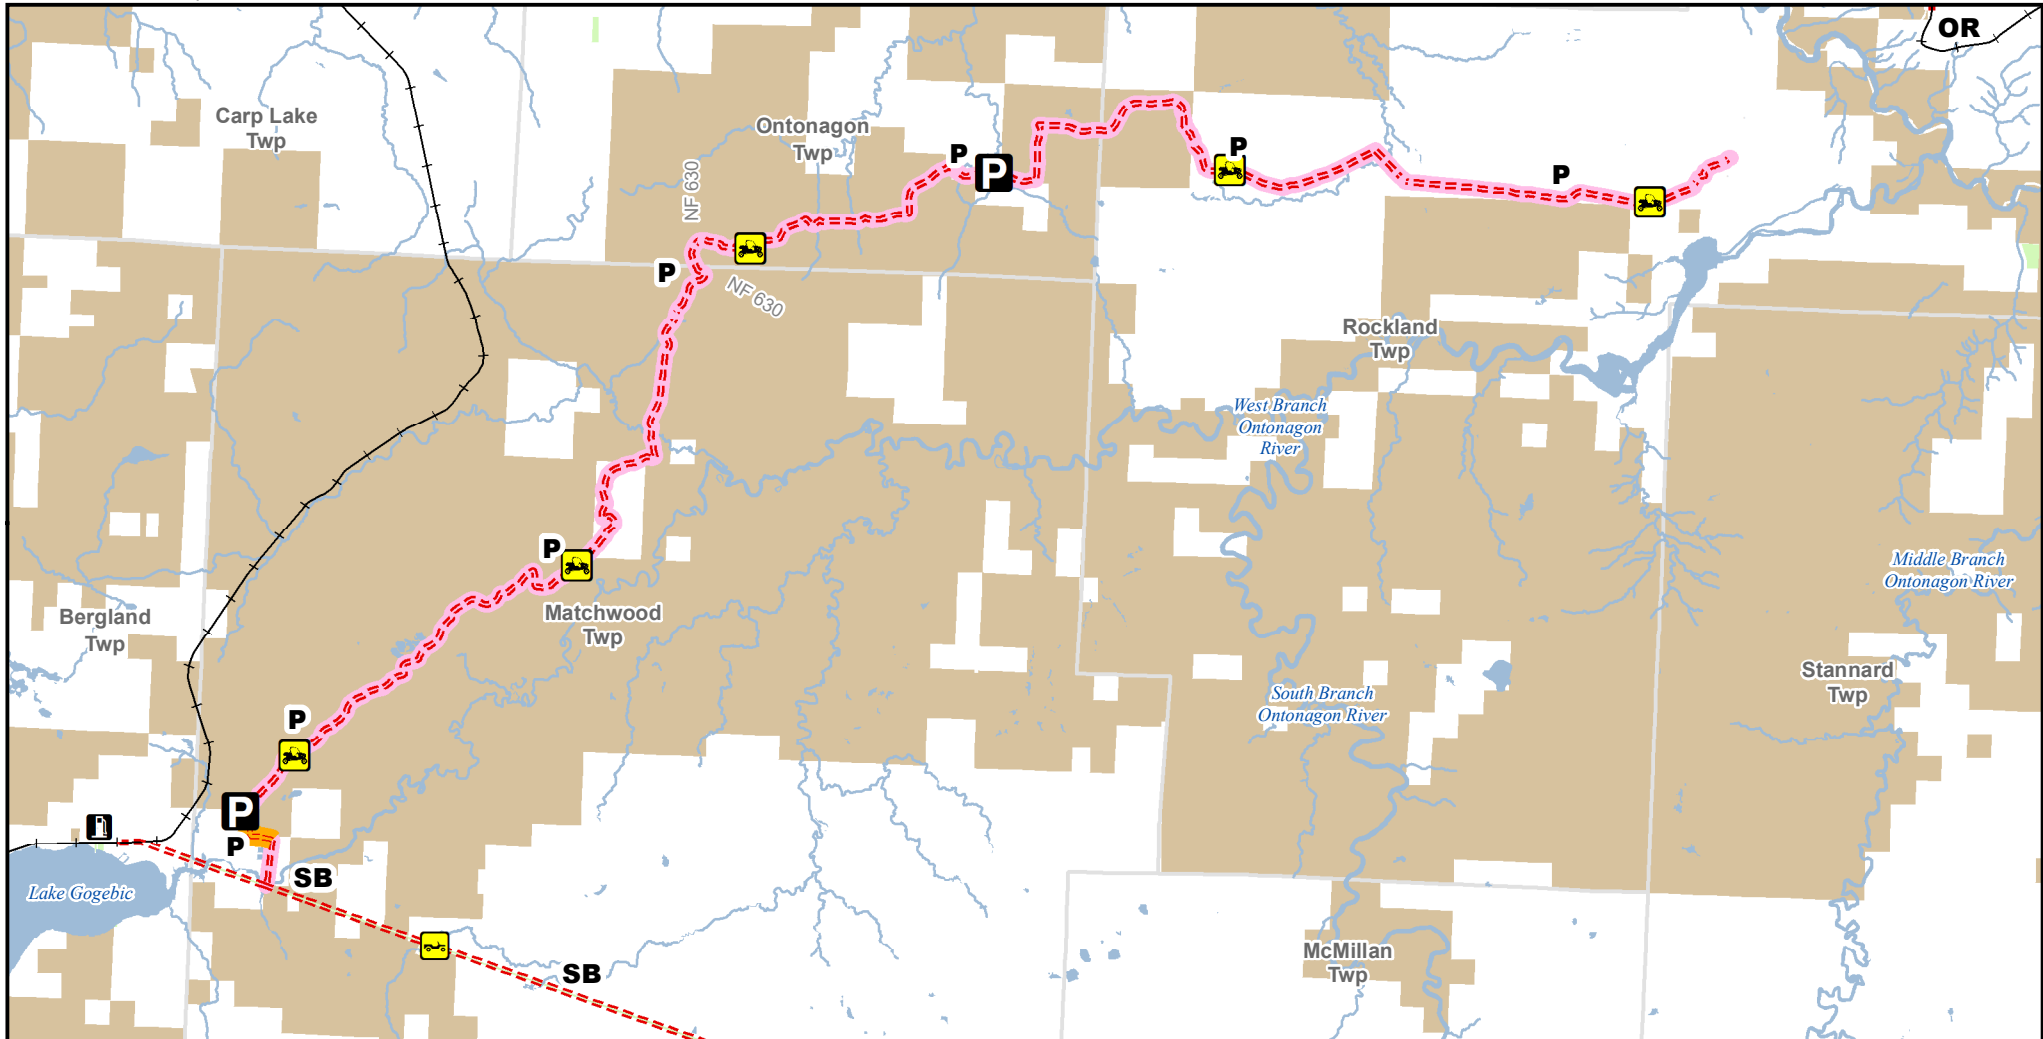 OR
Carp Lake
Twp
Ontonagon
Twp
P
P
P
P
NF 630
P
NF 630
Rockland
Twp
West Branch
Ontonagon
River
P
Middle Branch
Ontonagon River
Bergland
Twp
Matchwood
Twp
Stannard
Twp
South Branch
Ontonagon River
P
P
P
SB
Lake Gogebic
McMillan
Twp
SB